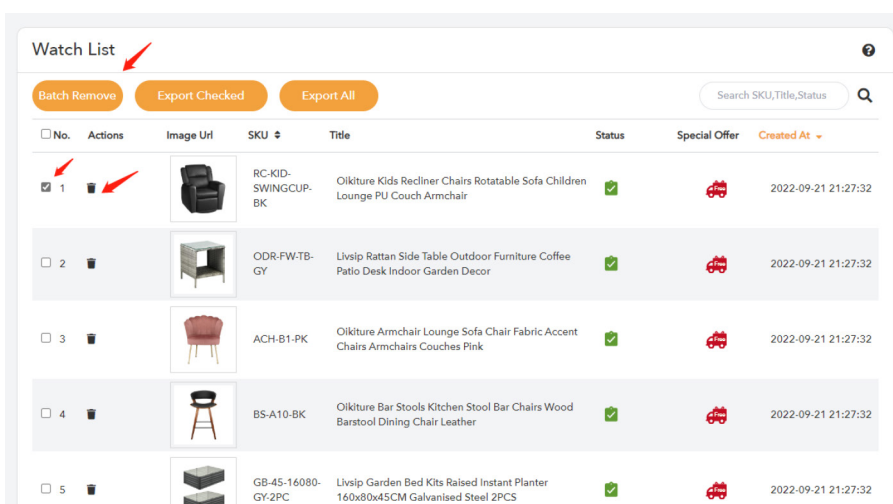 Watch List
Batch Remove Export Checked Export All Search SKU,Title,Status
No. Actions Image Url SKU Title Status Special Offer Created At
RC-KID-
SWINGCUP-
BK
1 Oikiture Kids Recliner Chairs Rotatable Sofa Children
Lounge PU Couch Armchair
Free 2022-09-21 21:27:32
2 ODR-FW-TB-
GY
Livsip Rattan Side Table Outdoor Furniture Coffee
Patio Desk Indoor Garden Decor
Free 2022-09-21 21:27:32
3 ACH-B1-PK
Oikiture Armchair Lounge Sofa Chair Fabric Accent
Chairs Armchairs Couches Pink
Free 2022-09-21 21:27:32
4 BS-A10-BK
Oikiture Bar Stools Kitchen Stool Bar Chairs Wood
Barstool Dining Chair Leather
Free 2022-09-21 21:27:32
5 GB-45-16080-
GY-2PC
Livsip Garden Bed Kits Raised Instant Planter
160x80x45CM Galvanised Steel 2PCS
Free 2022-09-21 21:27:32